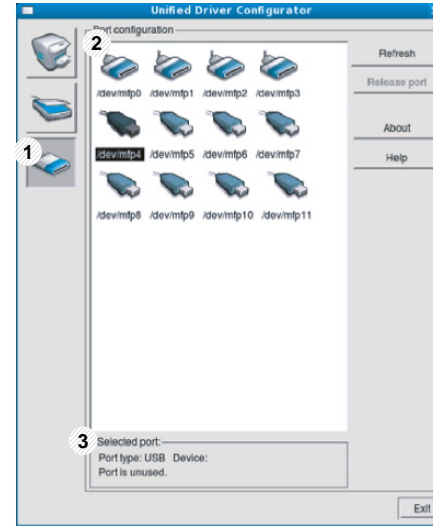 Unified Driver Configurator
Port configuration
2
Refresh
/dev/mfp0 /dev/mfp1 /dev/mfp2 /dev/mfp3
Release port
About
1
/dev/mfp4 /dev/mfp5 /dev/mfp6 /dev/mfp7
Help
/dev/mfp8 /dev/mfp9 /dev/mfp10 /dev/mfp11
3
Selected port:
Port type: USB Device:
Port is unused.
Exit